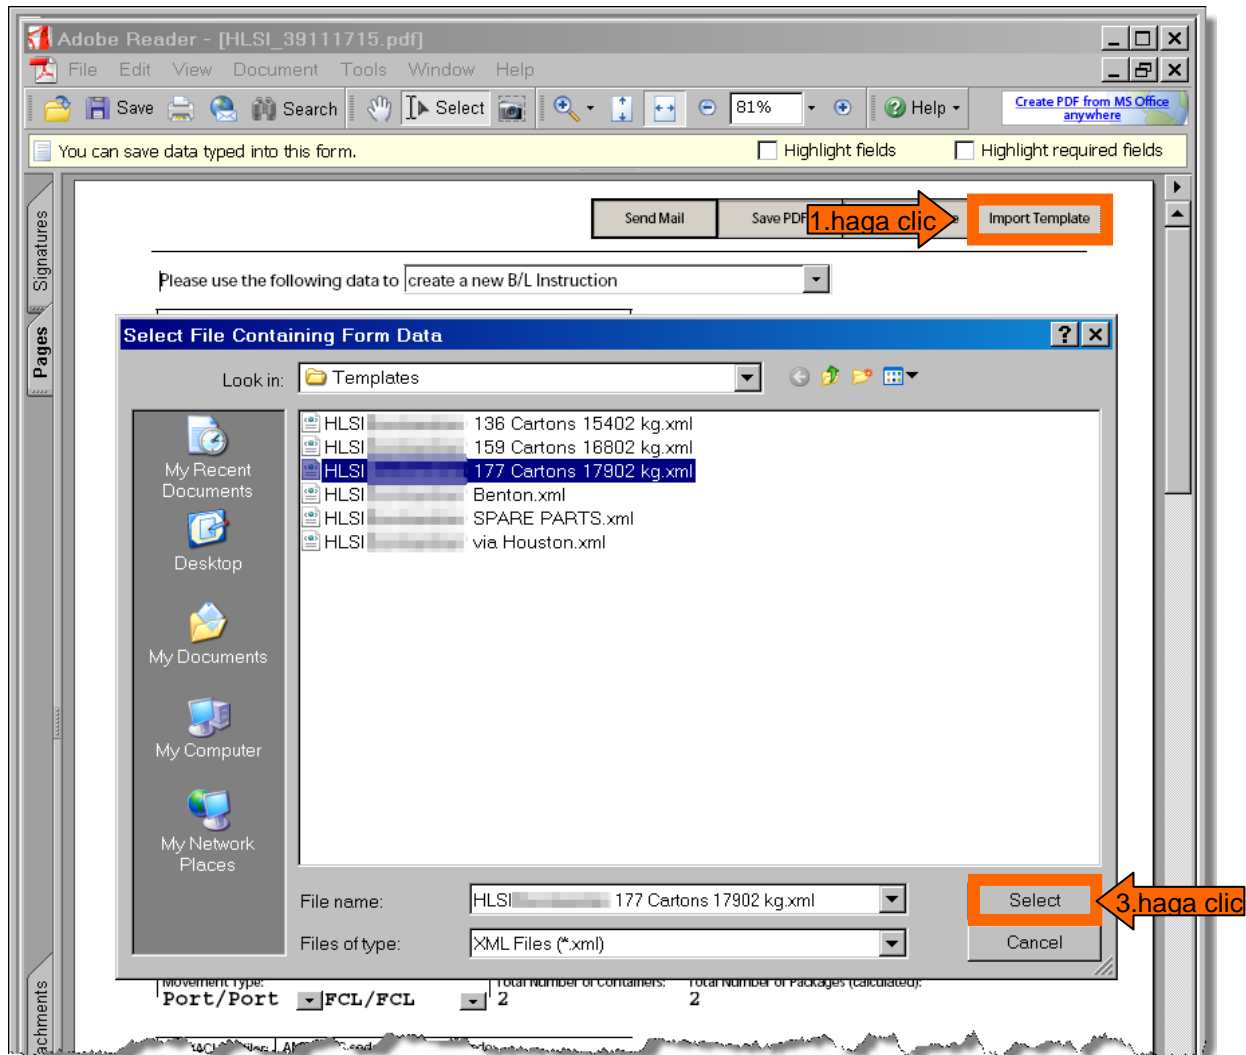 Adobe Reader - [HLSI_39111715.pdf]
File Edit View Document Tools Window Help
Save Search Select 81% Help Create PDF from MS Office anywhere
You can save data typed into this form. Highlight fields Highlight required fields
Send Mail Save PDF 1.haga clic e Import Template
Please use the following data to create a new B/L Instruction
Signatures
Pages
Select File Containing Form Data
Look in: Templates
HLSI 136 Cartons 15402 kg.xml
HLSI 159 Cartons 16802 kg.xml
HLSI 177 Cartons 17902 kg.xml
HLSI Benton.xml
HLSI SPARE PARTS.xml
HLSI via Houston.xml
My Recent
Documents
Desktop
My Documents
My Computer
My Network
Places
File name: HLSI 177 Cartons 17902 kg.xml Select 3.haga clic
Files of type: XML Files (*.xml) Cancel
Movement Type: Total Number of Containers: Total Number of Packages (calculated):
Port/Port FCL/FCL 2 2
achments